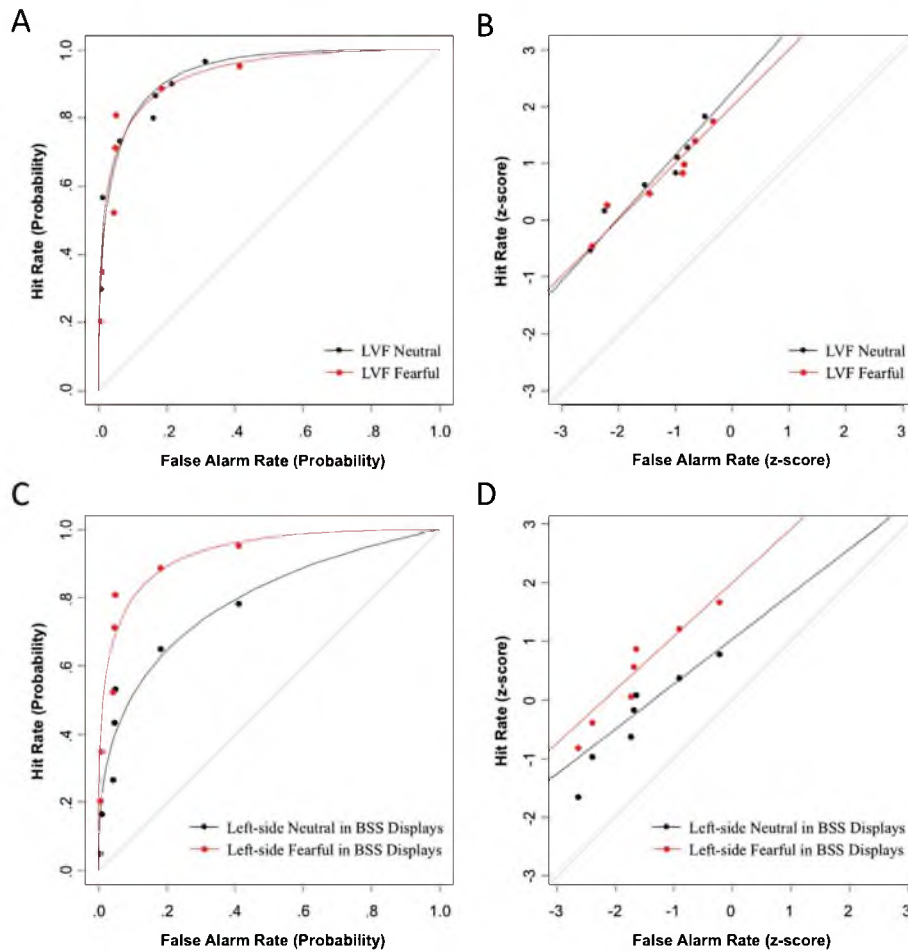 A
Hit Rate (Probability)
1.0
.8
.6
.4
.2
.0
LVF Neutral
LVF Fearful
.0 .2 .4 .6 .8 1.0
False Alarm Rate (Probability)
B
Hit Rate (z-score)
3
2
1
0
-1
-2
-3
LVF Neutral
LVF Fearful
-3 -2 -1 0 1 2 3
False Alarm Rate (z-score)
C
Hit Rate (Probability)
1.0
.8
.6
.4
.2
.0
Left-side Neutral in BSS Displays
Left-side Fearful in BSS Displays
.0 .2 .4 .6 .8 1.0
False Alarm Rate (Probability)
D
Hit Rate (z-score)
3
2
1
0
-1
-2
-3
Left-side Neutral in BSS Displays
Left-side Fearful in BSS Displays
-3 -2 -1 0 1 2 3
False Alarm Rate (z-score)